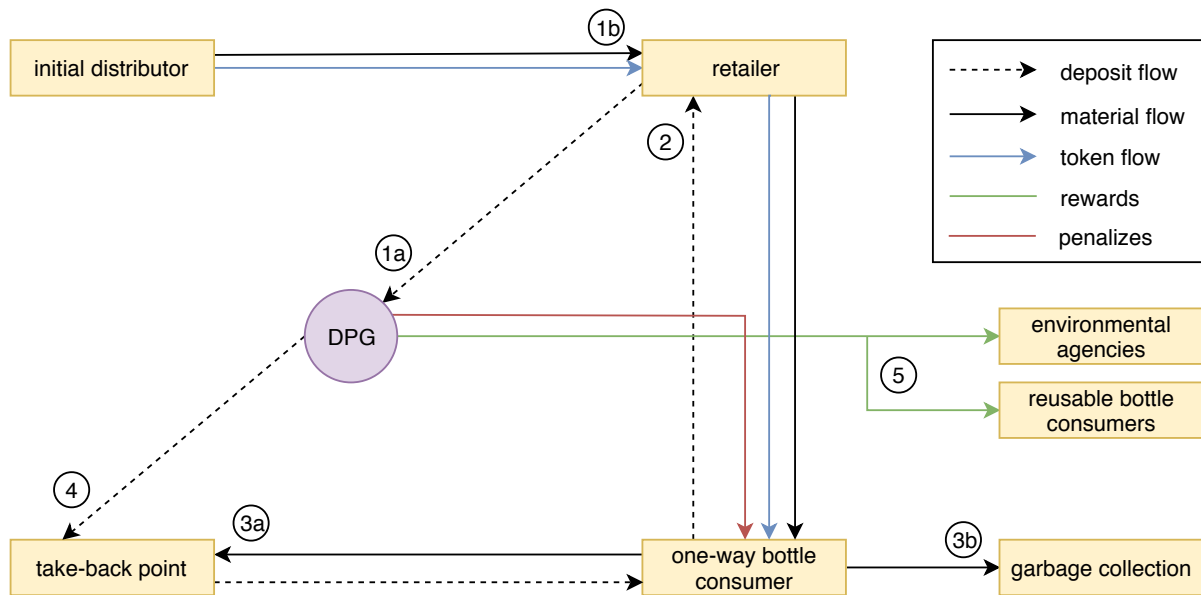 1b
initial distributor
retailer
deposit flow
material flow
token flow
rewards
penalizes
2
1a
DPG
environmental
agencies
5
reusable bottle
consumers
4
3a
3b
take-back point
one-way bottle
consumer
garbage collection